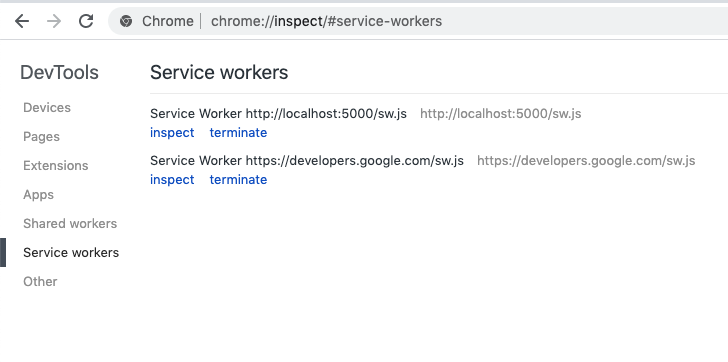 Chrome chrome://inspect/#service-workers
DevTools
Devices
Pages
Extensions
Apps
Shared workers
Service workers
Other
Service workers
Service Worker http://localhost:5000/sw.js http://localhost:5000/sw.js
inspect terminate
Service Worker https://developers.google.com/sw.js https://developers.google.com/sw.js
inspect terminate